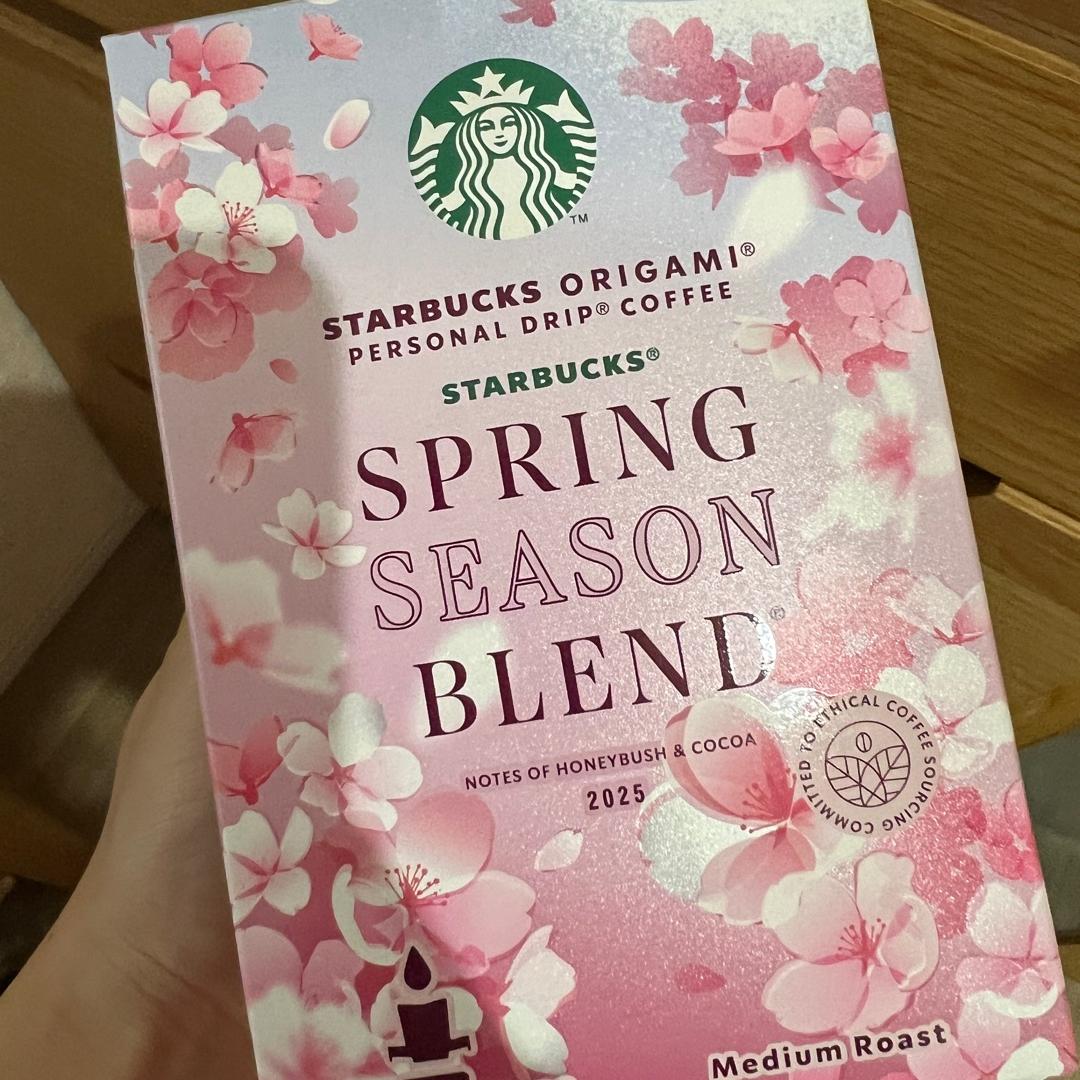 TM
STARBUCKS ORIGAMI®
PERSONAL DRIP® COFFEE
STARBUCKS®
SPRING
SEASON
BLEND®
NOTES OF HONEYBUSH & COCOA
2025
COMMITTED TO ETHICAL COFFEE SOURCING
Medium Roast